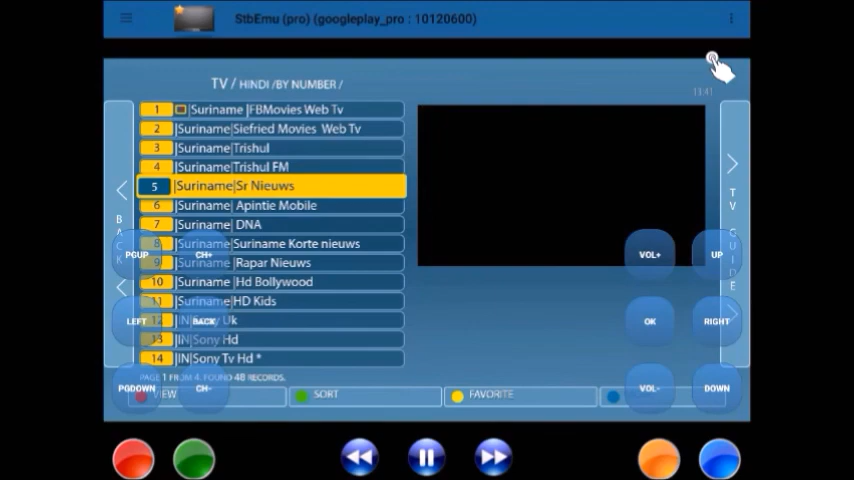 StbEmu (pro) (googleplay_pro : 10120600)
TV / HINDI /BY NUMBER /
19:41
1 |Suriname |FBMovies Web Tv
2 |Suriname|Siefried Movies Web Tv
3 |Suriname|Trishul
4 |Suriname|Trishul FM
5 |Suriname|Sr Nieuws
6 |Suriname| Apintie Mobile
7 |Suriname| DNA
8 |Suriname|Suriname Korte nieuws
9 |Suriname|Rapar Nieuws
10 |Suriname|Hd Bollywood
11 |Suriname|HD Kids
12 |IN|Sony Uk
13 |IN|Sony Hd
14 |IN|Sony Tv Hd *
PAGE 1 FROM 4. FOUND 48 RECORDS.
VIEW
SORT
FAVORITE
BACK
TV GUIDE
PGUP
CH+
VOL+
UP
LEFT
BACK
OK
RIGHT
PGDOWN
CH-
VOL-
DOWN